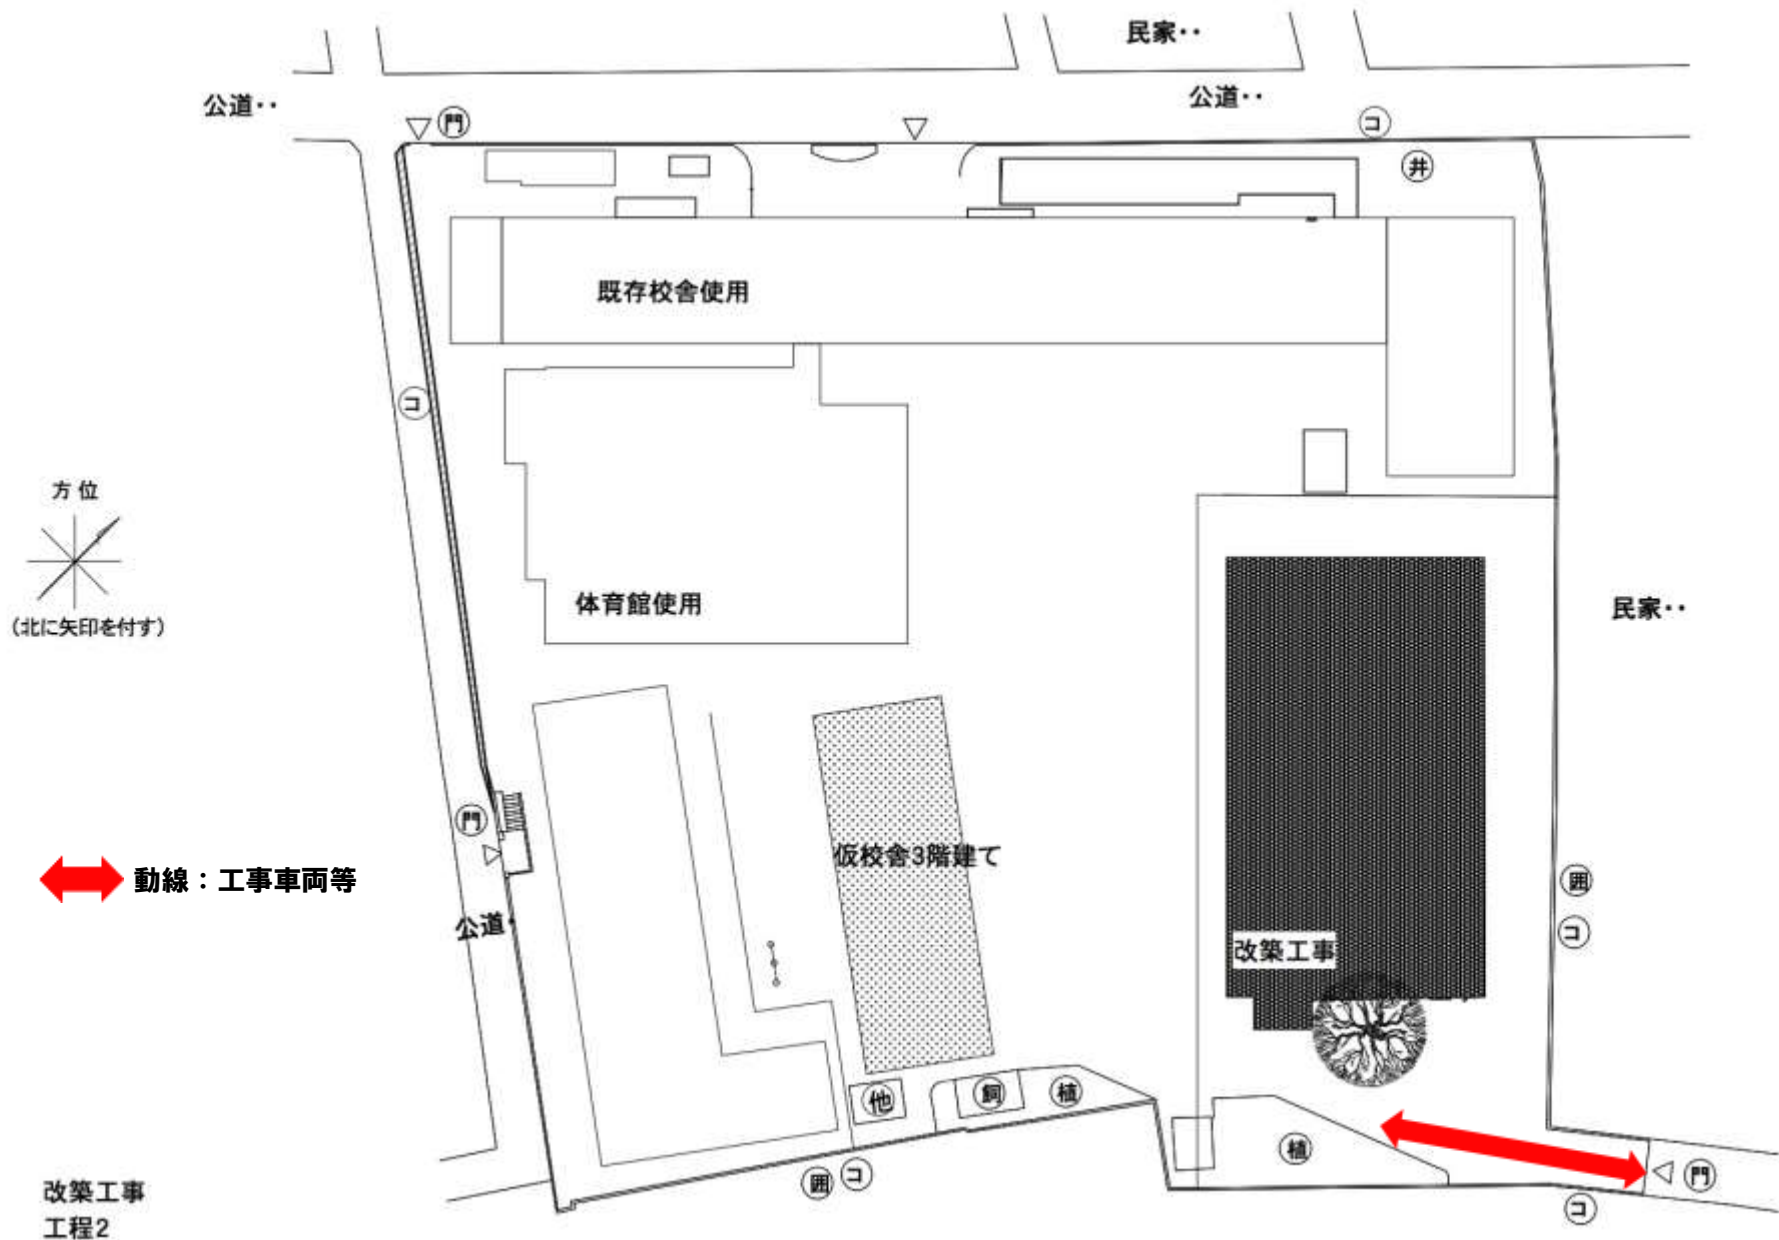 民家‥
公道‥
公道‥
門
コ
井
既存校舎使用
コ
方 位
(北に矢印を付す)
体育館使用
民家‥
門
仮校舎3階建て
動線：工事車両等
囲
公道‥
コ
改築工事
他
飼
植
植
囲
コ
門
コ
改築工事
工程2